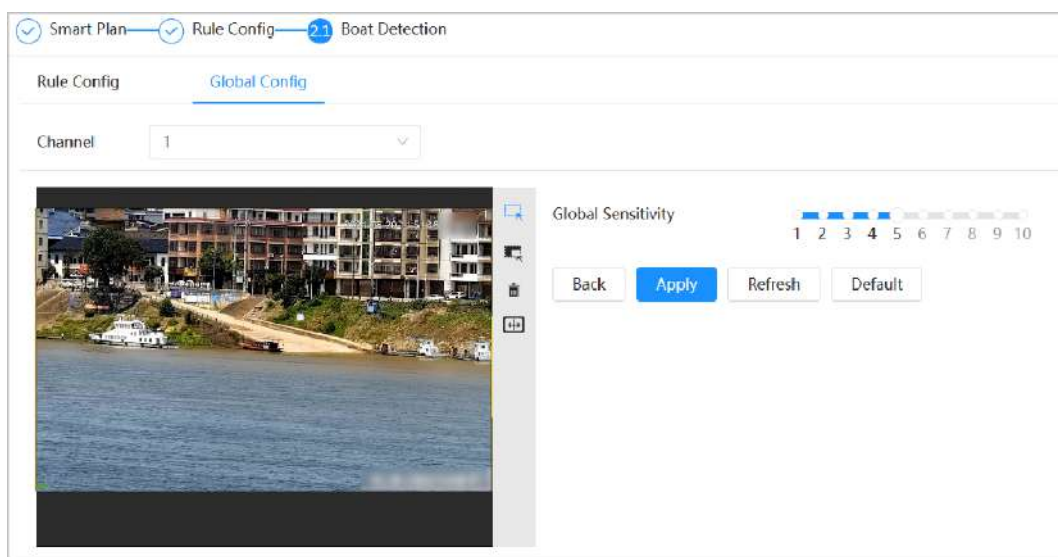 Smart Plan Rule Config 2.1 Boat Detection
Rule Config Global Config
Channel 1
Global Sensitivity
1 2 3 4 5 6 7 8 9 10
Back Apply Refresh Default